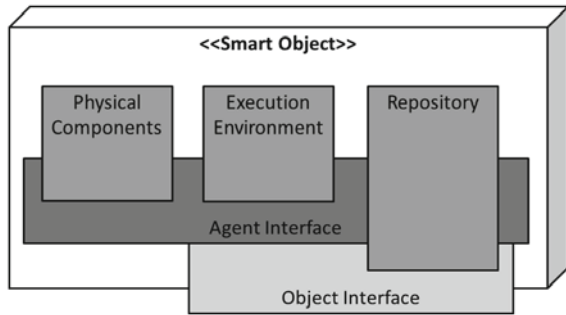 <<Smart Object>>
Physical
Components
Execution
Environment
Repository
Agent Interface
Object Interface